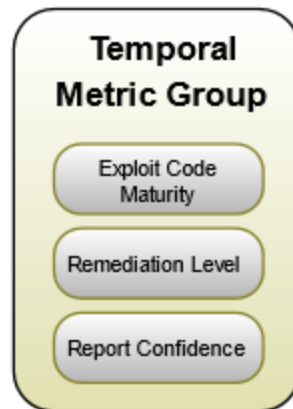 Temporal
Metric Group
Exploit Code
Maturity
Remediation Level
Report Confidence